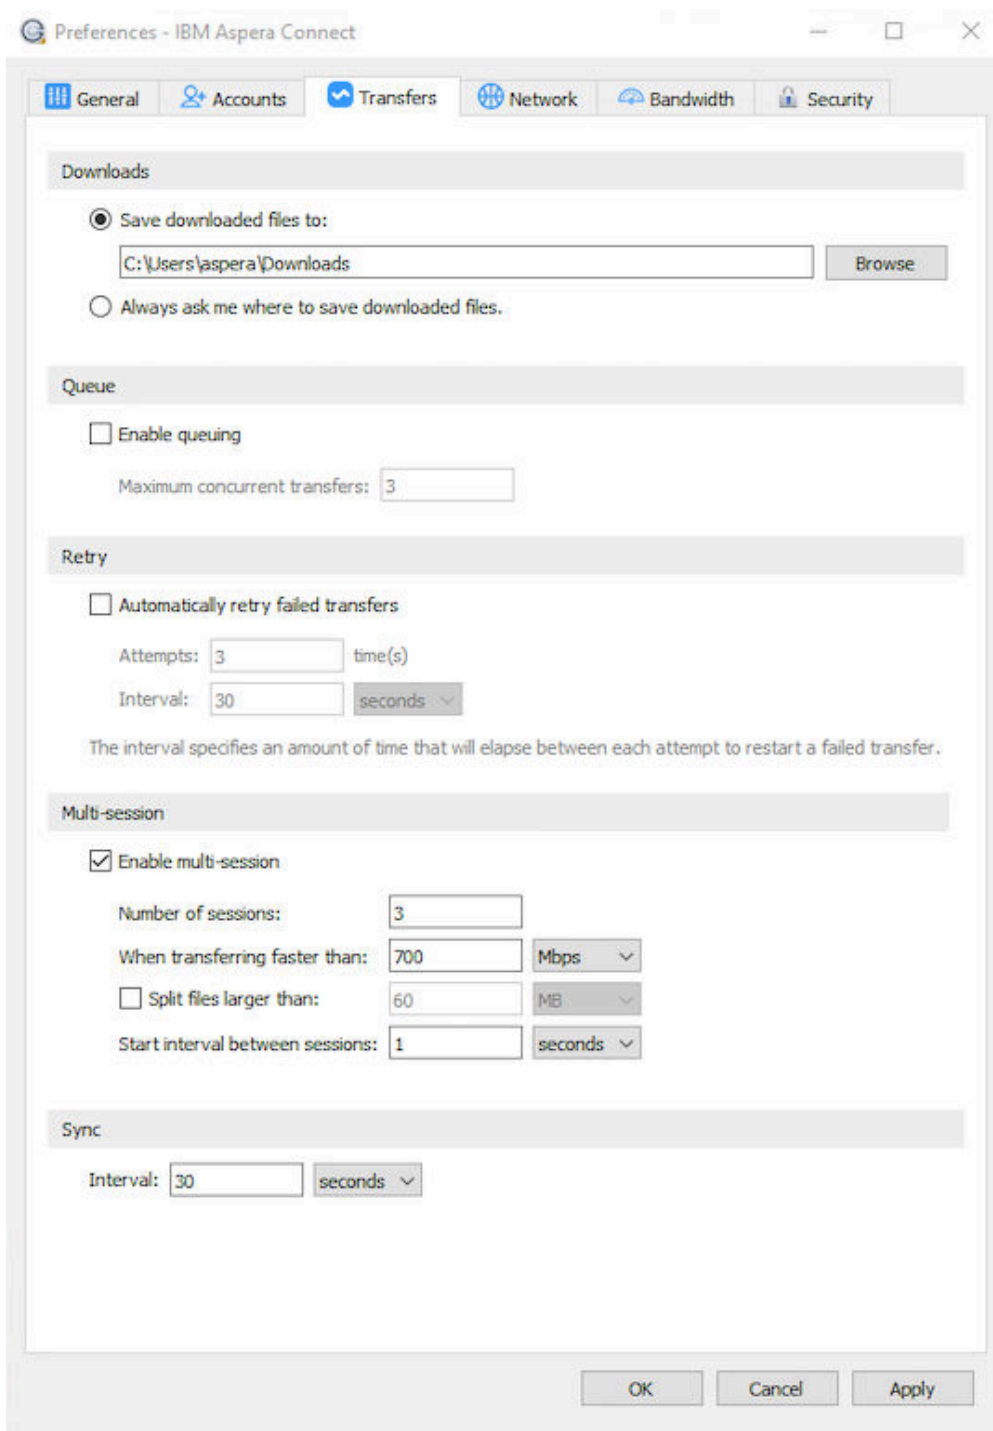 Preferences - IBM Aspera Connect
General Accounts Transfers Network Bandwidth Security
Downloads
Save downloaded files to:
C:\Users\aspera\Downloads Browse
Always ask me where to save downloaded files.
Queue
Enable queuing
Maximum concurrent transfers: 3
Retry
Automatically retry failed transfers
Attempts: 3 time(s)
Interval: 30 seconds
The interval specifies an amount of time that will elapse between each attempt to restart a failed transfer.
Multi-session
Enable multi-session
Number of sessions: 3
When transferring faster than: 700 Mbps
Split files larger than: 60 MB
Start interval between sessions: 1 seconds
Sync
Interval: 30 seconds
OK Cancel Apply